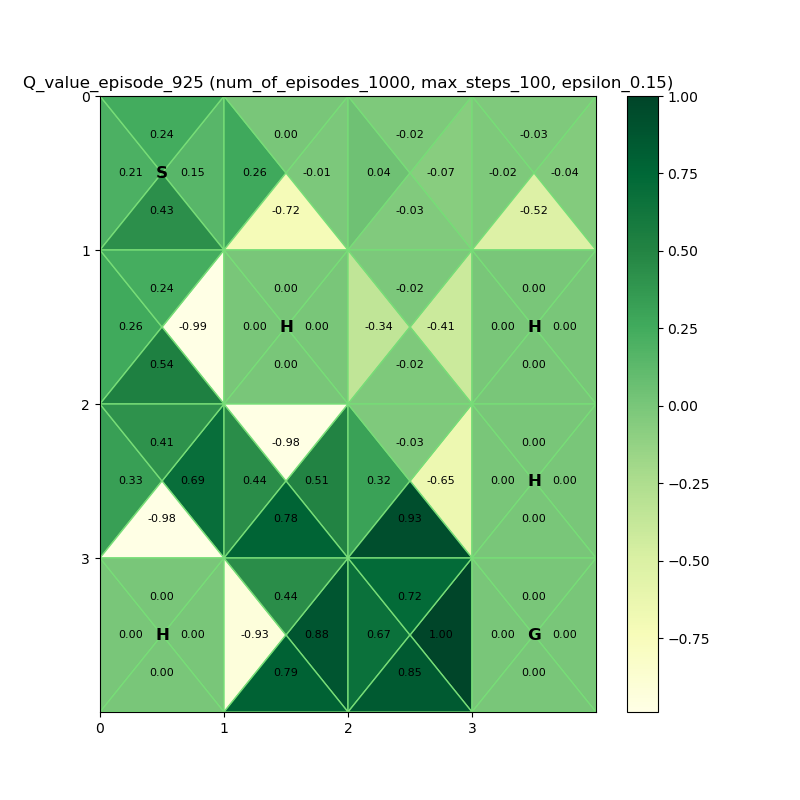 Q_value_episode_925 (num_of_episodes_1000, max_steps_100, epsilon_0.15)
0 1.00
0.24 0.00 -0.02 -0.03
0.21 S 0.15 0.26 -0.01 0.04 -0.07 -0.02 -0.04
0.75
0.43 -0.72 -0.03 -0.52
1 0.50
0.24 0.00 -0.02 0.00
0.26 -0.99 0.00 H 0.00 -0.34 -0.41 0.00 H 0.00
0.25
0.54 0.00 -0.02 0.00
2 0.00
0.41 -0.98 -0.03 0.00
0.33 0.69 0.44 0.51 0.32 -0.65 0.00 H 0.00
−0.25
-0.98 0.78 0.93 0.00
3 −0.50
0.00 0.44 0.72 0.00
0.00 H 0.00 -0.93 0.88 0.67 1.00 0.00 G 0.00
−0.75
0.00 0.79 0.85 0.00
0 1 2 3